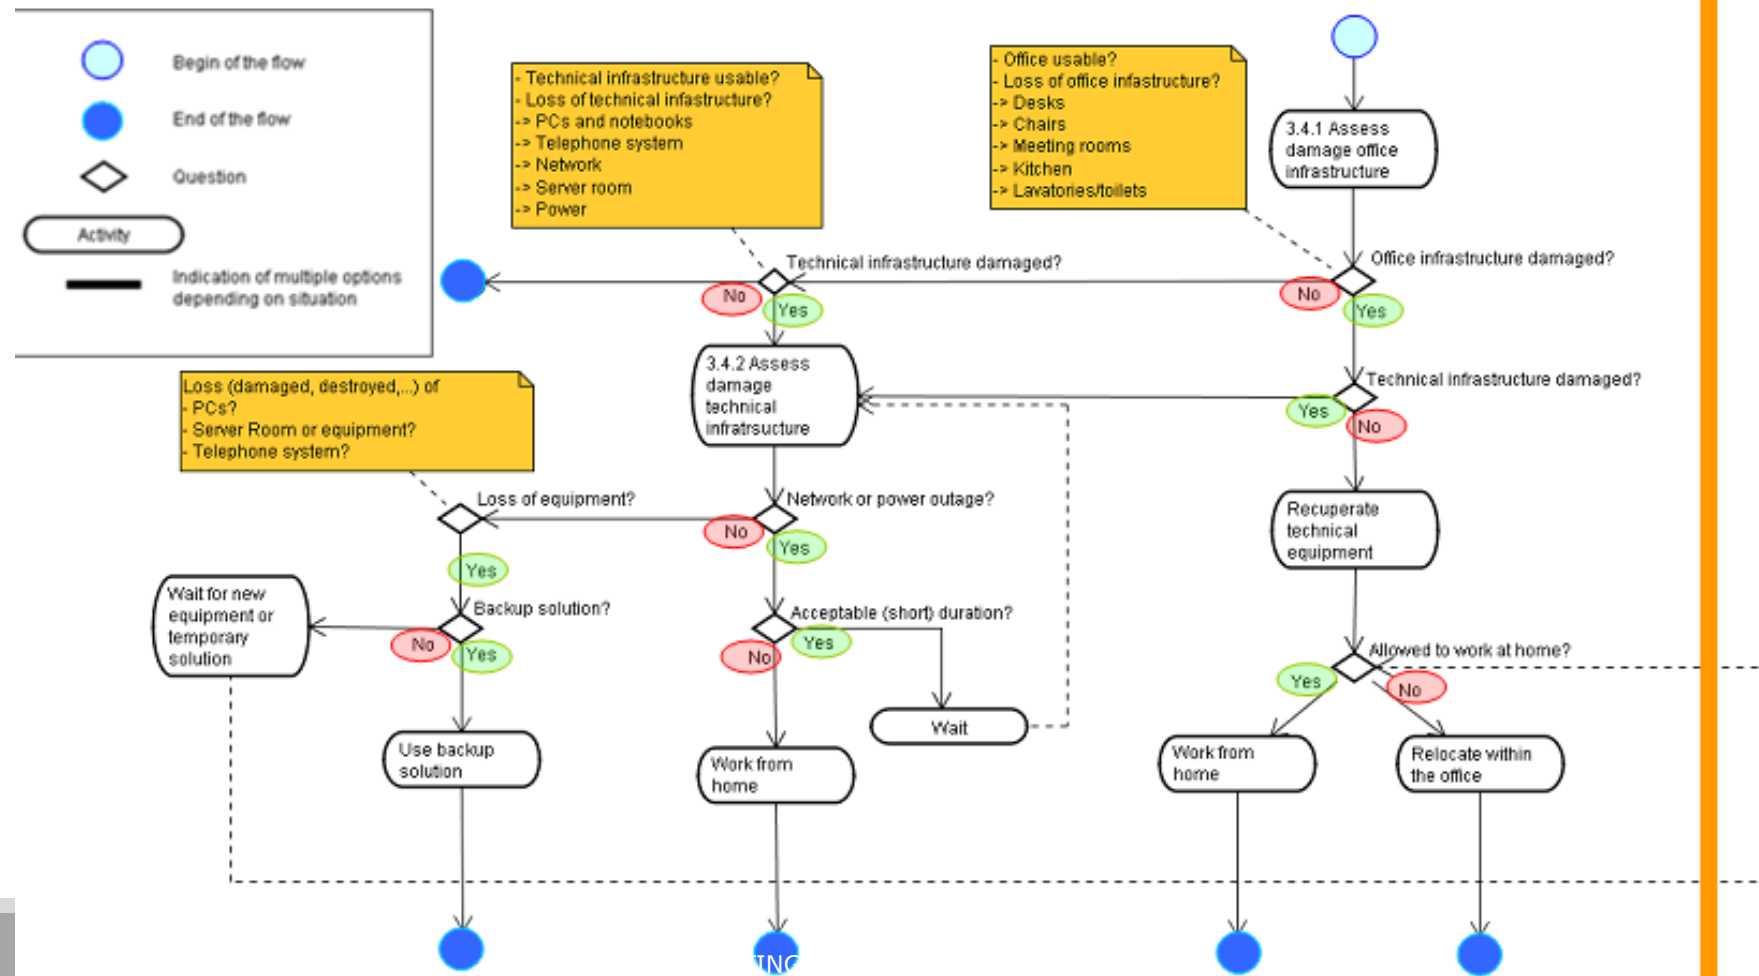 Begin of the flow
End of the flow
Question
Activity
Indication of multiple options
depending on situation
- Technical infrastructure usable?
- Loss of technical infastructure?
-> PCs and notebooks
-> Telephone system
-> Network
-> Server room
-> Power
- Office usable?
- Loss of office infastructure?
-> Desks
-> Chairs
-> Meeting rooms
-> Kitchen
-> Lavatories/toilets
3.4.1 Assess
damage office
infrastructure
Technical infrastructure damaged?
No
Yes
Office infrastructure damaged?
No
Yes
3.4.2 Assess
damage
technical
infratrsucture
Technical infrastructure damaged?
Yes
No
Loss (damaged, destroyed,...) of
- PCs?
- Server Room or equipment?
- Telephone system?
Loss of equipment?
Yes
Network or power outage?
No
Yes
Recuperate
technical
equipment
Wait for new
equipment or
temporary
solution
Backup solution?
No
Yes
Acceptable (short) duration?
No
Yes
Allowed to work at home?
Yes
No
Wait
Use backup
solution
Work from
home
Work from
home
Relocate within
the office
TING